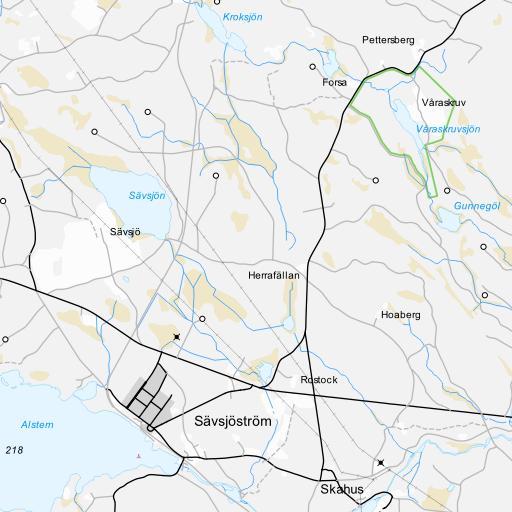 Kroksjön
Pettersberg
Forsa
Våraskruv
Våraskruvsjön
Sävsjön
Gunnegöl
Sävsjö
Herrafällan
Hoaberg
Rostock
Sävsjöström
Alstern
218
Skahus